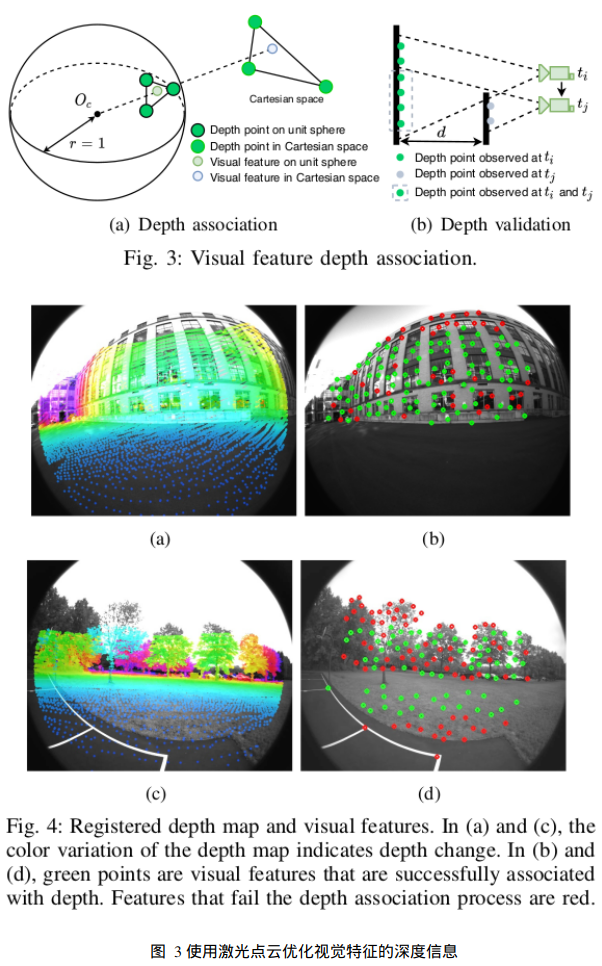 O_c
r = 1
Cartesian space
Depth point on unit sphere
Depth point in Cartesian space
Visual feature on unit sphere
Visual feature in Cartesian space
t_i
t_j
d
Depth point observed at t_i
Depth point observed at t_j
Depth point observed at t_i and t_j
(a) Depth association
(b) Depth validation
Fig. 3: Visual feature depth association.
(a)
(b)
(c)
(d)
Fig. 4: Registered depth map and visual features. In (a) and (c), the
color variation of the depth map indicates depth change. In (b) and
(d), green points are visual features that are successfully associated
with depth. Features that fail the depth association process are red.
图 3 使用激光点云优化视觉特征的深度信息